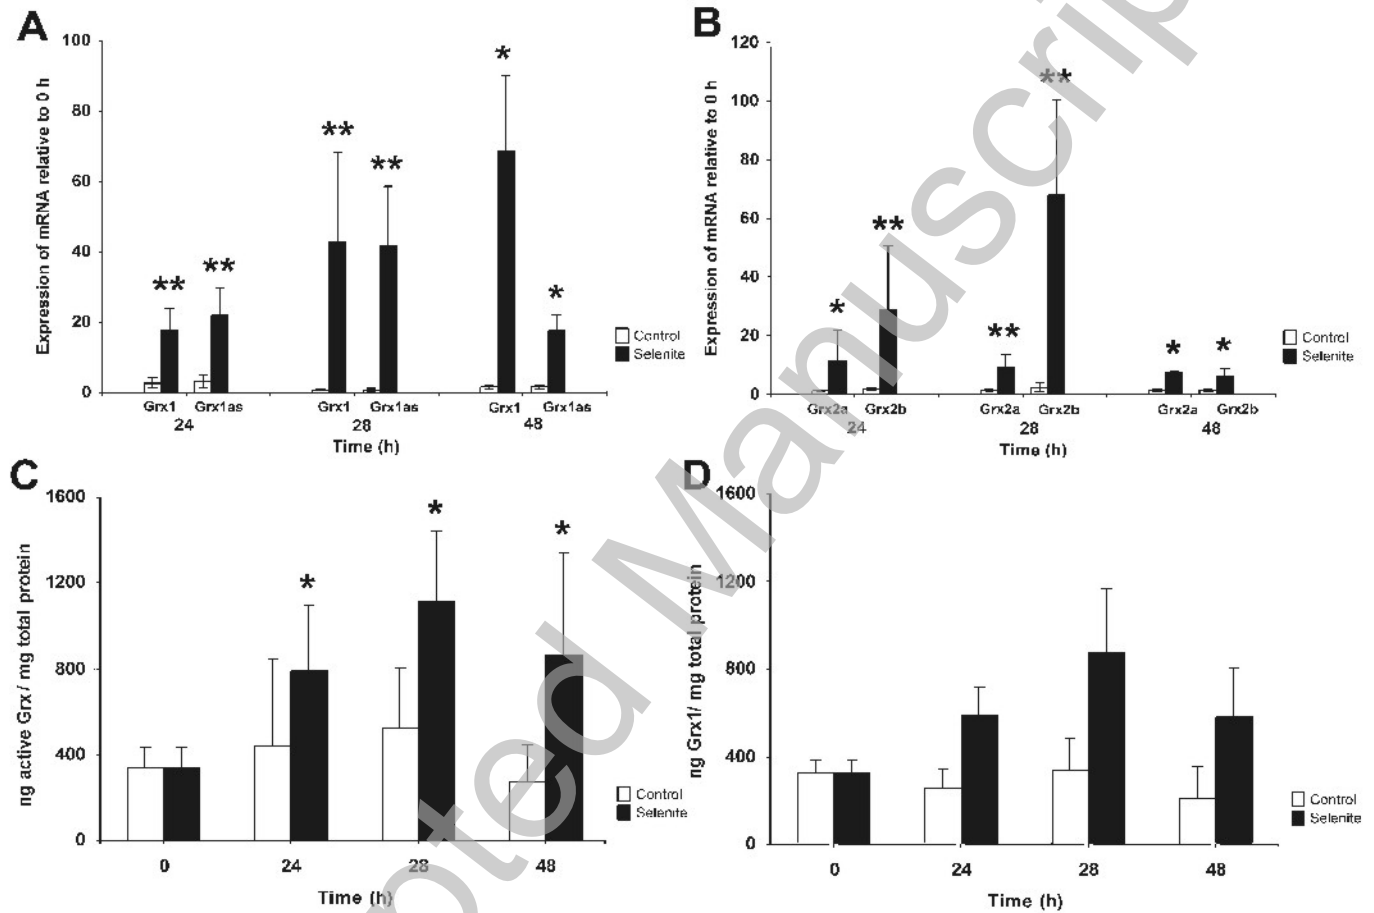 A
Expression of mRNA relative to 0 h
100
80
60
40
20
0
** ** ** ** * *
Grx1 Grx1as Grx1 Grx1as Grx1 Grx1as
24 28 48
Time (h)
Control
Selenite
B
Expression of mRNA relative to 0 h
120
100
80
60
40
20
0
* ** ** ** * *
Grx2a Grx2b Grx2a Grx2b Grx2a Grx2b
24 28 48
Time (h)
Control
Selenite
C
ng active Grx / mg total protein
1600
1200
800
400
0
* * *
0 24 28 48
Time (h)
Control
Selenite
D
ng Grx1/ mg total protein
1600
1200
800
400
0
0 24 28 48
Time (h)
Control
Selenite
pted Manuscrip